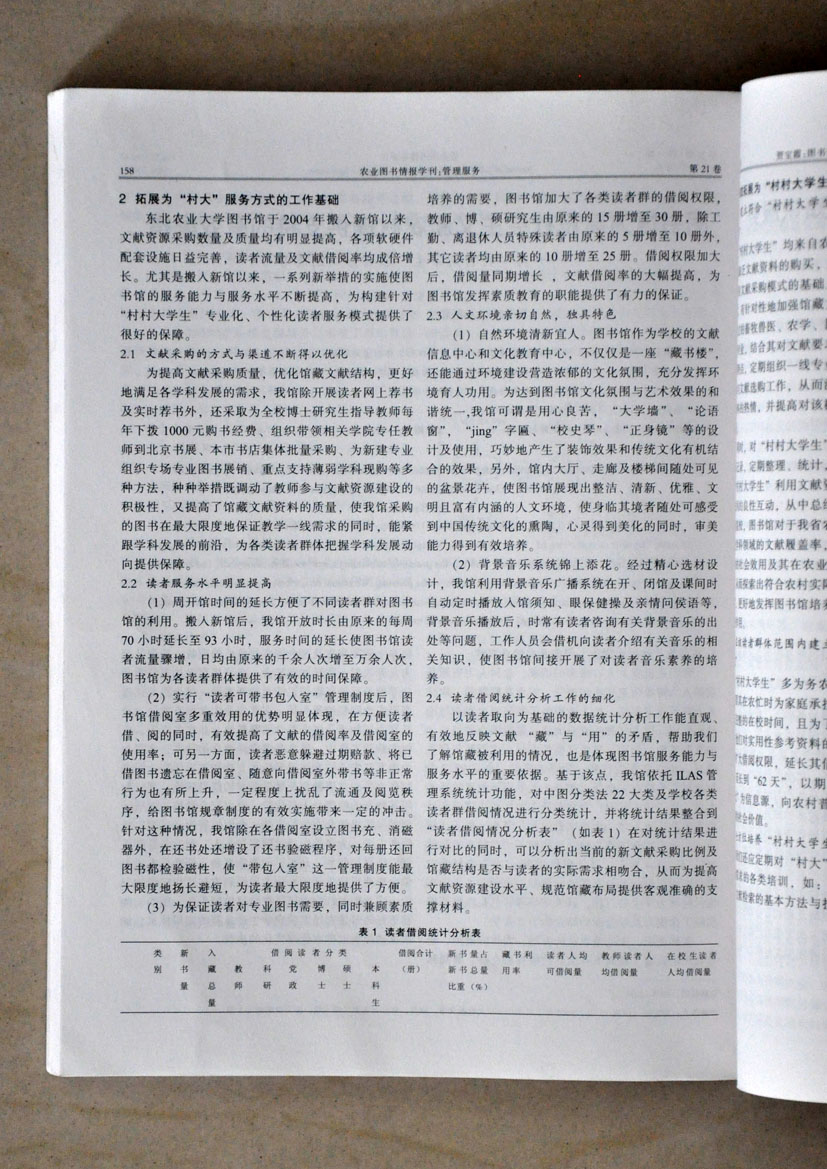 158
农业图书情报学刊:管理服务
第21卷
2 拓展为“村大”服务方式的工作基础
东北农业大学图书馆于2004年搬入新馆以来，
文献资源采购数量及质量均有明显提高，各项软硬件
配套设施日益完善，读者流量及文献借阅率均成倍增
长。尤其是搬入新馆以来，一系列新举措的实施使图
书馆的服务能力与服务水平不断提高，为构建针对
“村村大学生”专业化、个性化读者服务模式提供了
很好的保障。
2.1 文献采购的方式与渠道不断得以优化
为提高文献采购质量，优化馆藏文献结构，更好
地满足各学科发展的需求，我馆除开展读者网上荐书
及实时荐书外，还采取为全校博士研究生指导教师每
年下拨1000元购书经费、组织带领相关学院专任教
师到北京书展、本市书店集体批量采购、为新建专业
组织专场专业图书展销、重点支持薄弱学科现购等多
种方法，种种举措既调动了教师参与文献资源建设的
积极性，又提高了馆藏文献资料的质量，使我馆采购
的图书在最大限度地保证教学一线需求的同时，能紧
跟学科发展的前沿，为各类读者群体把握学科发展动
向提供保障。
2.2 读者服务水平明显提高
（1）周开馆时间的延长方便了不同读者群对图书
馆的利用。搬入新馆后，我馆开放时长由原来的每周
70小时延长至93小时，服务时间的延长使图书馆读
者流量骤增，日均由原来的千余人次增至万余人次，
图书馆为各读者群体提供了有效的时间保障。
（2）实行“读者可带书包入室”管理制度后，图
书馆借阅室多重效用的优势明显体现，在方便读者
借、阅的同时，有效提高了文献的借阅率及借阅室的
使用率；可另一方面，读者恶意躲避过期赔款、将已
借图书遗忘在借阅室、随意向借阅室外带书等非正常
行为也有所上升，一定程度上扰乱了流通及阅览秩
序，给图书馆规章制度的有效实施带来一定的冲击。
针对这种情况，我馆除在各借阅室设立图书充、消磁
器外，在还书处还增设了还书验磁程序，对每册还回
图书都检验磁性，使“带包入室”这一管理制度能最
大限度地扬长避短，为读者最大限度地提供了方便。
（3）为保证读者对专业图书需要，同时兼顾素质
培养的需要，图书馆加大了各类读者群的借阅权限，
教师、博、硕研究生由原来的15册增至30册，除工
勤、离退休人员特殊读者由原来的5册增至10册外，
其它读者均由原来的10册增至25册。借阅权限加大
后，借阅量同期增长 ，文献借阅率的大幅提高，为
图书馆发挥素质教育的职能提供了有力的保证。
2.3 人文环境亲切自然，独具特色
（1）自然环境清新宜人。图书馆作为学校的文献
信息中心和文化教育中心，不仅仅是一座“藏书楼”，
还能通过环境建设营造浓郁的文化氛围，充分发挥环
境育人功用。为达到图书馆文化氛围与艺术效果的和
谐统一,我馆可谓是用心良苦，“大学墙”、“论语
窗”，“jing”字匾、“校史琴”、“正身镜”等的设
计及使用，巧妙地产生了装饰效果和传统文化有机结
合的效果，另外，馆内大厅、走廊及楼梯间随处可见
的盆景花卉，使图书馆展现出整洁、清新、优雅、文
明且富有内涵的人文环境，使身临其境者随处可感受
到中国传统文化的熏陶，心灵得到美化的同时，审美
能力得到有效培养。
（2）背景音乐系统锦上添花。经过精心选材设
计，我馆利用背景音乐广播系统在开、闭馆及课间时
自动定时播放入馆须知、眼保健操及亲情问侯语等，
背景音乐播放后，时常有读者咨询有关背景音乐的出
处等问题，工作人员会借机向读者介绍有关音乐的相
关知识，使图书馆间接开展了对读者音乐素养的培
养。
2.4 读者借阅统计分析工作的细化
以读者取向为基础的数据统计分析工作能直观、
有效地反映文献 “藏”与“用”的矛盾，帮助我们
了解馆藏被利用的情况，也是体现图书馆服务能力与
服务水平的重要依据。基于该点，我馆依托ILAS管
理系统统计功能，对中图分类法22大类及学校各类
读者群借阅情况进行分类统计，并将统计结果整合到
“读者借阅情况分析表”（如表1）在对统计结果进
行对比的同时，可以分析出当前的新文献采购比例及
馆藏结构是否与读者的实际需求相吻合，从而为提高
文献资源建设水平、规范馆藏布局提供客观准确的支
撑材料。
表1 读者借阅统计分析表
类 新 入 借阅读者分类 借阅合计 新书量占 藏书利 读者人均 教师读者人 在校生读者
别 书 藏 教 科 党 博 硕 本 （册） 新书总量 用率 可借阅量 均借阅量 人均借阅量
量 总 师 研 政 士 士 科 比重（%）
量 生